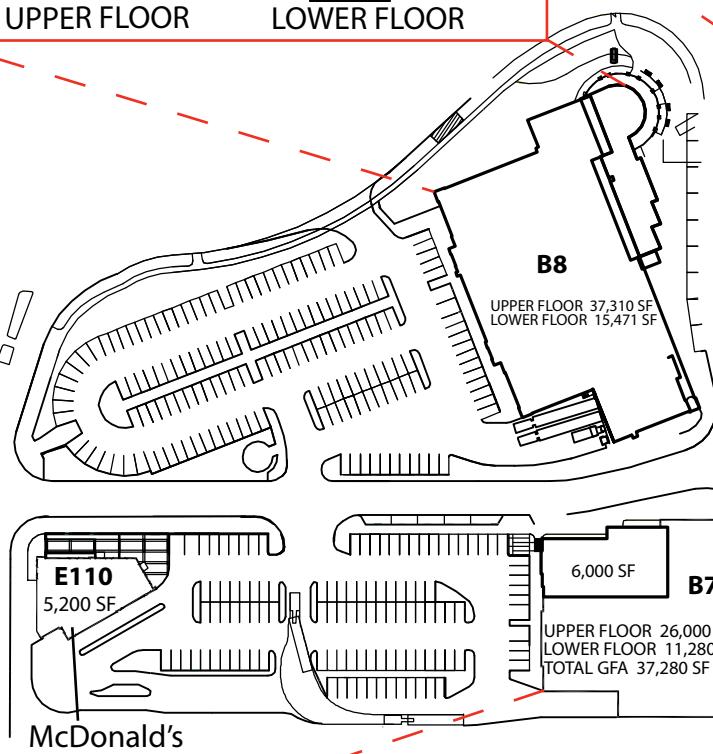 UPPER FLOOR LOWER FLOOR
B8
UPPER FLOOR 37,310 SF
LOWER FLOOR 15,471 SF
E110
5,200 SF
6,000 SF
B7
UPPER FLOOR 26,000
LOWER FLOOR 11,280
TOTAL GFA 37,280 SF
McDonald's